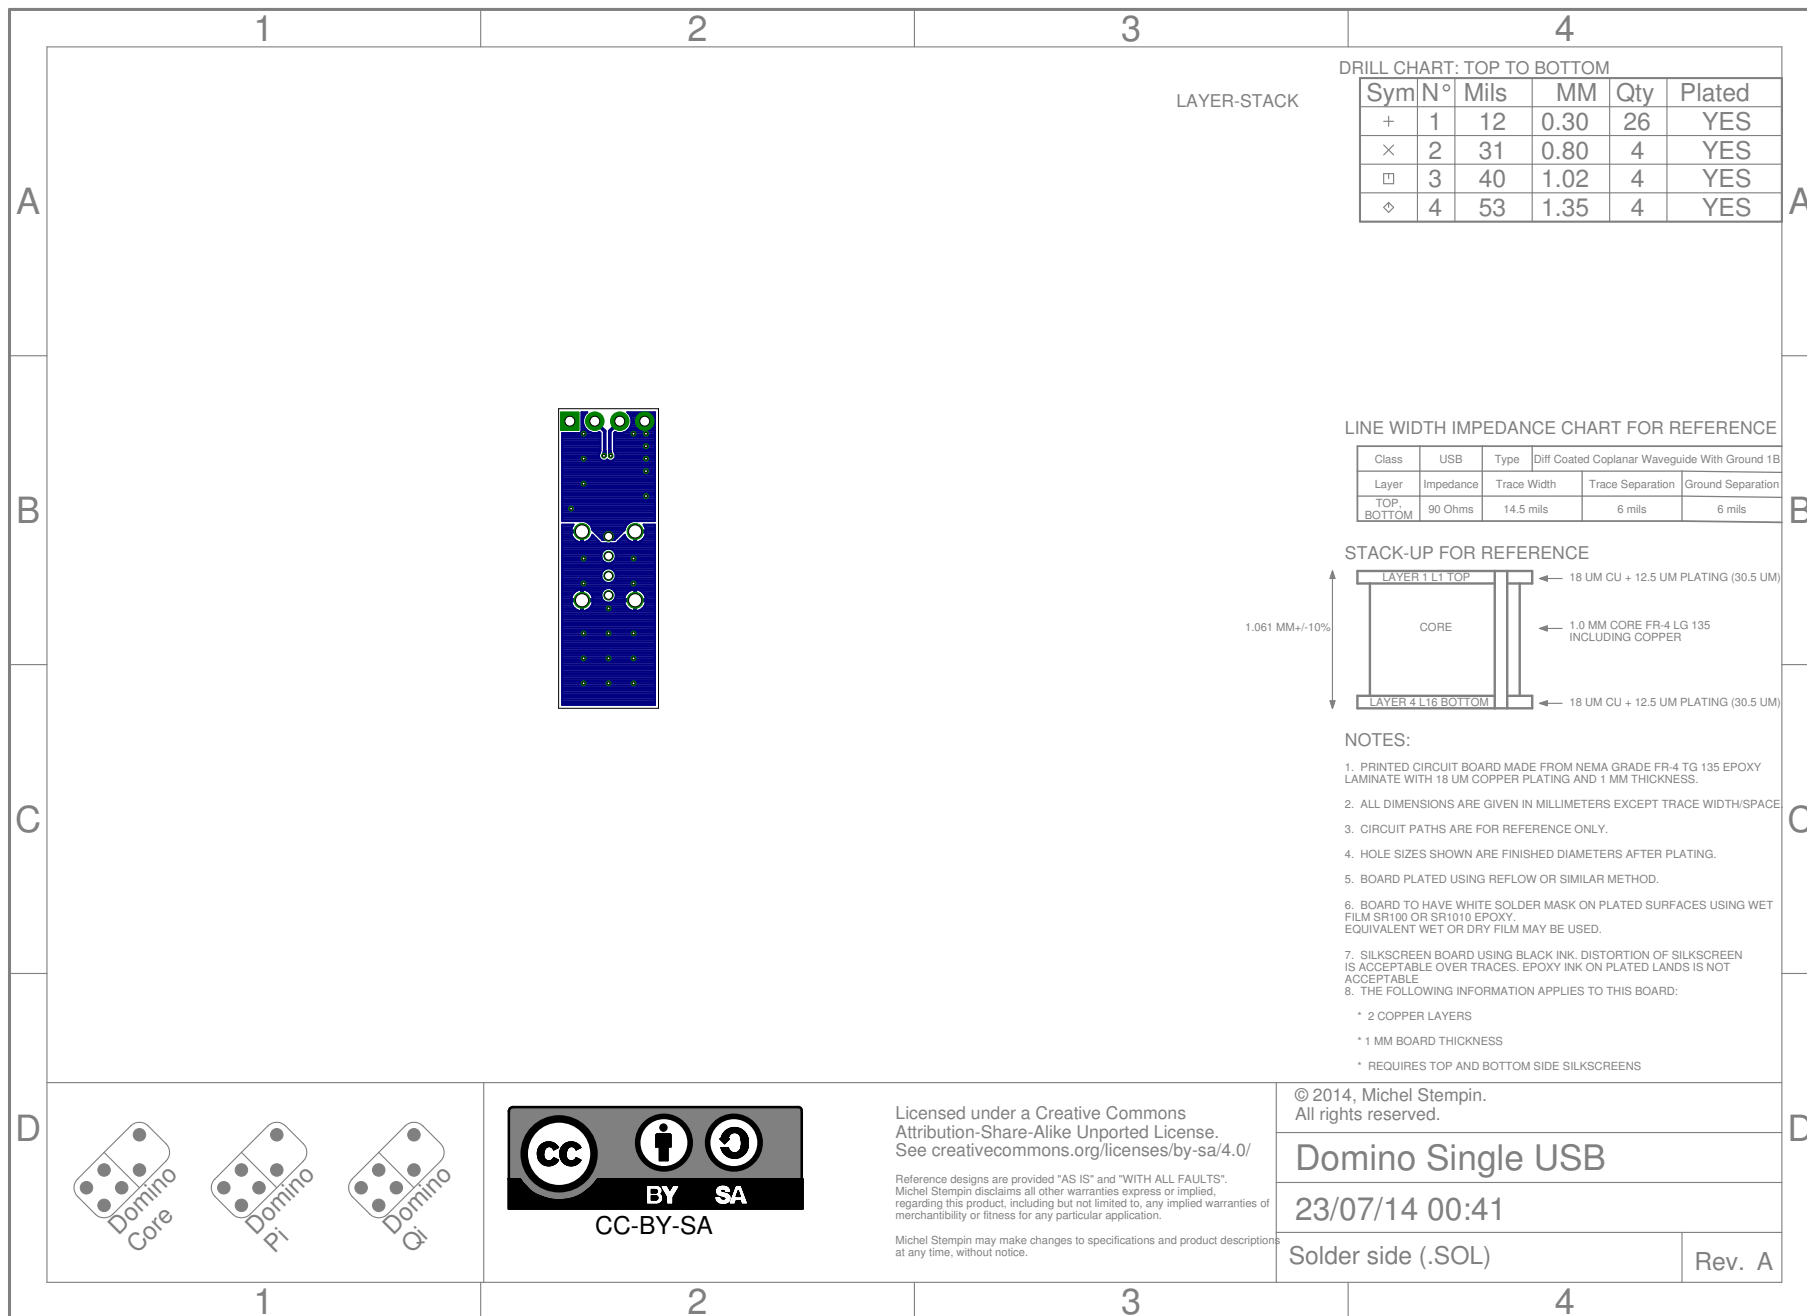 1 2 3 4
LAYER-STACK
DRILL CHART: TOP TO BOTTOM
Sym N° Mils MM Qty Plated
+ 1 12 0.30 26 YES
× 2 31 0.80 4 YES
3 40 1.02 4 YES
4 53 1.35 4 YES
A A
LINE WIDTH IMPEDANCE CHART FOR REFERENCE
Class USB Type Diff Coated Coplanar Waveguide With Ground 1B
Layer Impedance Trace Width Trace Separation Ground Separation
TOP,
BOTTOM 90 Ohms 14.5 mils 6 mils 6 mils
B B
STACK-UP FOR REFERENCE
LAYER 1 L1 TOP 18 UM CU + 12.5 UM PLATING (30.5 UM)
1.061 MM+/-10% CORE 1.0 MM CORE FR-4 LG 135
INCLUDING COPPER
LAYER 4 L16 BOTTOM 18 UM CU + 12.5 UM PLATING (30.5 UM)
NOTES:
1. PRINTED CIRCUIT BOARD MADE FROM NEMA GRADE FR-4 TG 135 EPOXY
LAMINATE WITH 18 UM COPPER PLATING AND 1 MM THICKNESS.
2. ALL DIMENSIONS ARE GIVEN IN MILLIMETERS EXCEPT TRACE WIDTH/SPACE
C C
3. CIRCUIT PATHS ARE FOR REFERENCE ONLY.
4. HOLE SIZES SHOWN ARE FINISHED DIAMETERS AFTER PLATING.
5. BOARD PLATED USING REFLOW OR SIMILAR METHOD.
6. BOARD TO HAVE WHITE SOLDER MASK ON PLATED SURFACES USING WET
FILM SR100 OR SR1010 EPOXY.
EQUIVALENT WET OR DRY FILM MAY BE USED.
7. SILKSCREEN BOARD USING BLACK INK. DISTORTION OF SILKSCREEN
IS ACCEPTABLE OVER TRACES. EPOXY INK ON PLATED LANDS IS NOT
ACCEPTABLE
8. THE FOLLOWING INFORMATION APPLIES TO THIS BOARD:
* 2 COPPER LAYERS
* 1 MM BOARD THICKNESS
* REQUIRES TOP AND BOTTOM SIDE SILKSCREENS
D D
Domino
Core
Domino
Pi
Domino
Qi
cc
BY SA
CC-BY-SA
Licensed under a Creative Commons
Attribution-Share-Alike Unported License.
See creativecommons.org/licenses/by-sa/4.0/
Reference designs are provided "AS IS" and "WITH ALL FAULTS".
Michel Stempin disclaims all other warranties express or implied,
regarding this product, including but not limited to, any implied warranties of
merchantibility or fitness for any particular application.
Michel Stempin may make changes to specifications and product descriptions
at any time, without notice.
© 2014, Michel Stempin.
All rights reserved.
Domino Single USB
23/07/14 00:41
Solder side (.SOL)
Rev. A
1 2 3 4